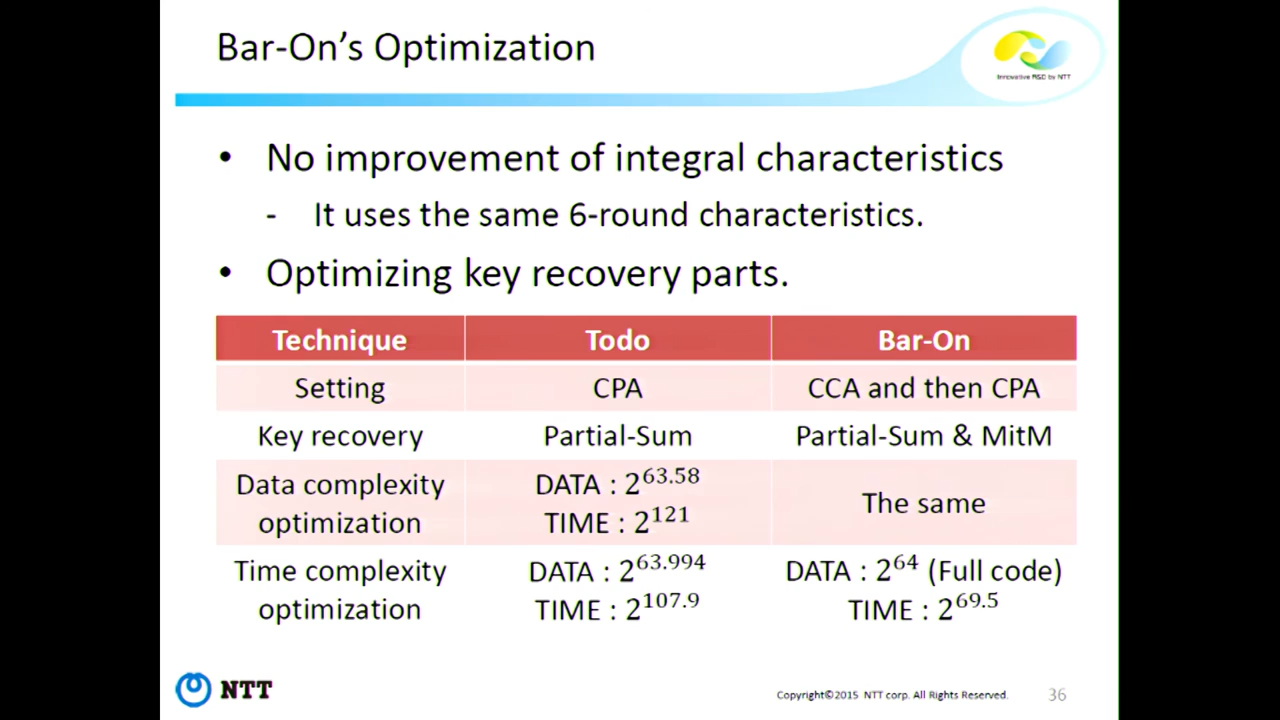 Bar-On's Optimization
Innovative R&D by NTT
• No improvement of integral characteristics
- It uses the same 6-round characteristics.
• Optimizing key recovery parts.
Technique Todo Bar-On
Setting CPA CCA and then CPA
Key recovery Partial-Sum Partial-Sum & MitM
Data complexity optimization DATA : 2^63.58 TIME : 2^121 The same
Time complexity optimization DATA : 2^63.994 TIME : 2^107.9 DATA : 2^64 (Full code) TIME : 2^69.5
NTT
Copyright©2015 NTT corp. All Rights Reserved. 36